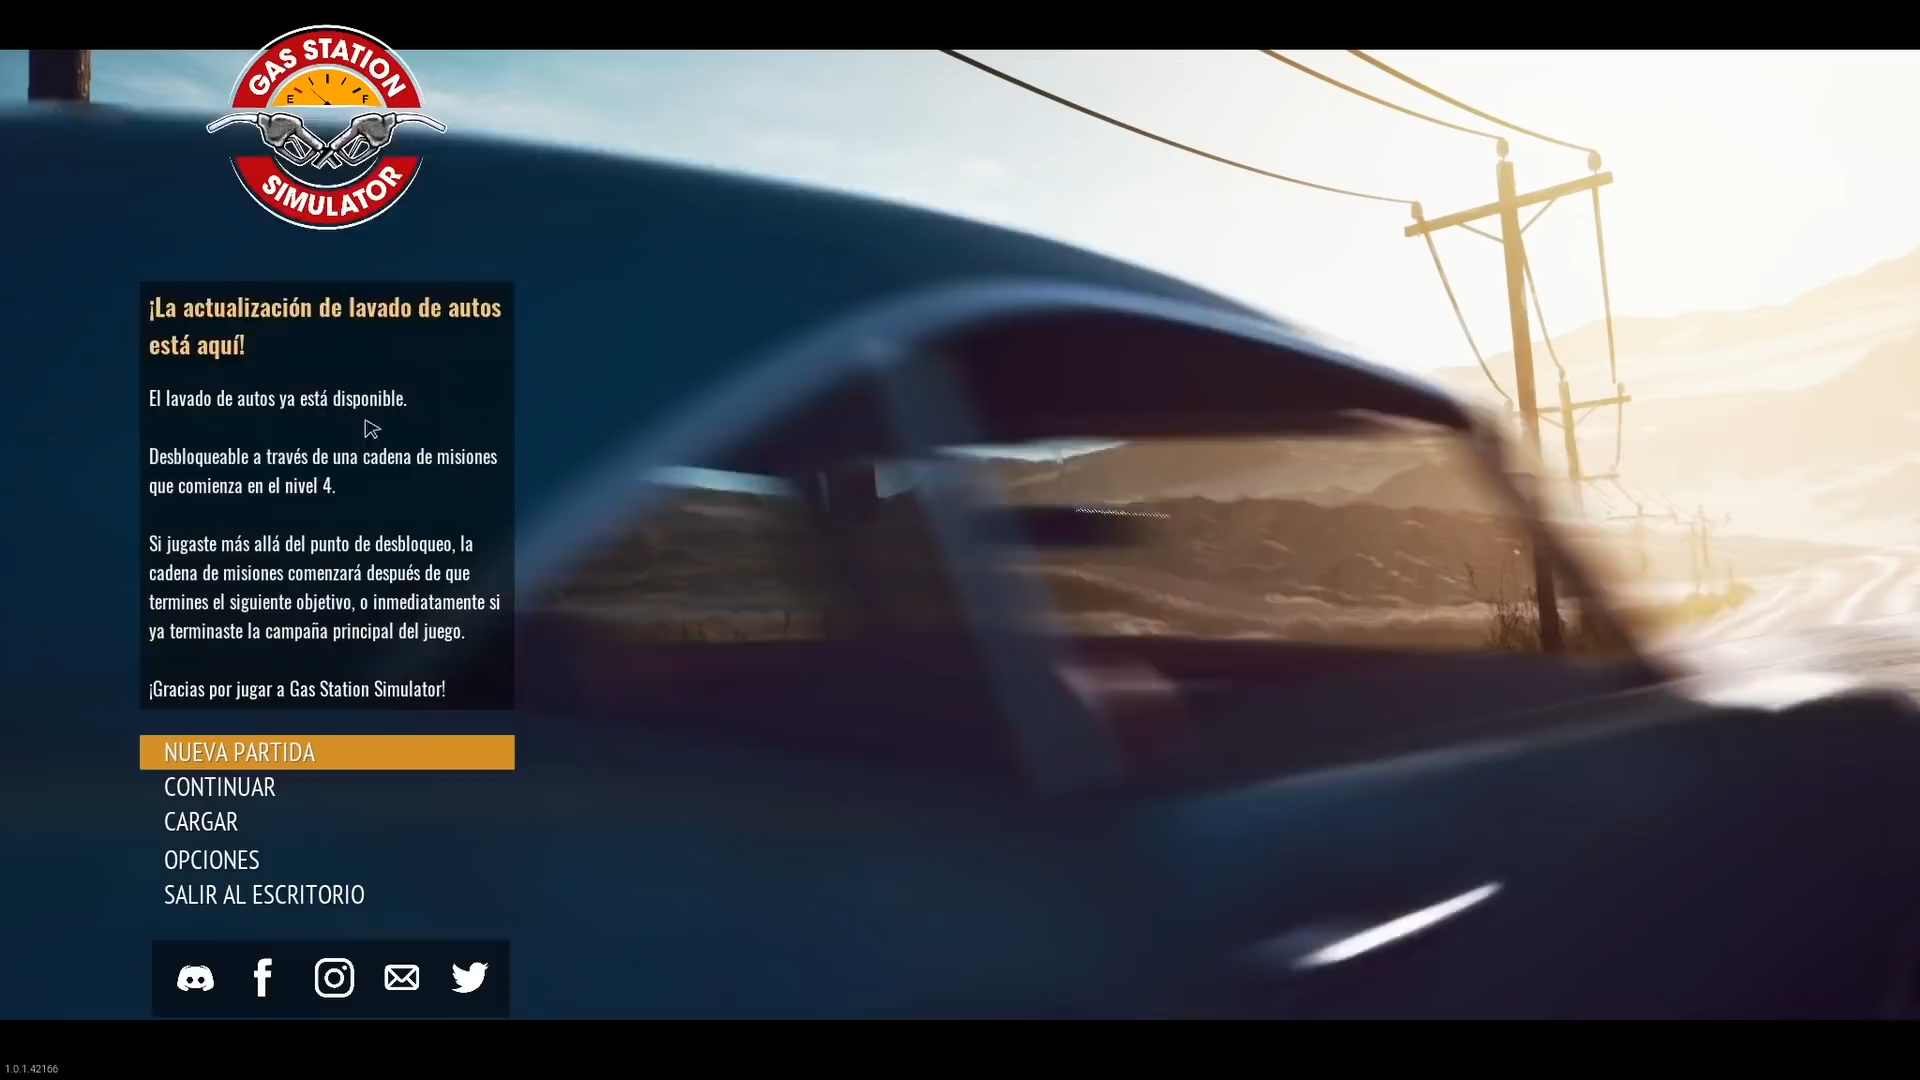 GAS STATION
E F
SIMULATOR
¡La actualización de lavado de autos
está aquí!
El lavado de autos ya está disponible.
Desbloqueable a través de una cadena de misiones
que comienza en el nivel 4.
Si jugaste más allá del punto de desbloqueo, la
cadena de misiones comenzará después de que
termines el siguiente objetivo, o inmediatamente si
ya terminaste la campaña principal del juego.
¡Gracias por jugar a Gas Station Simulator!
NUEVA PARTIDA
CONTINUAR
CARGAR
OPCIONES
SALIR AL ESCRITORIO
1.0.1.42166